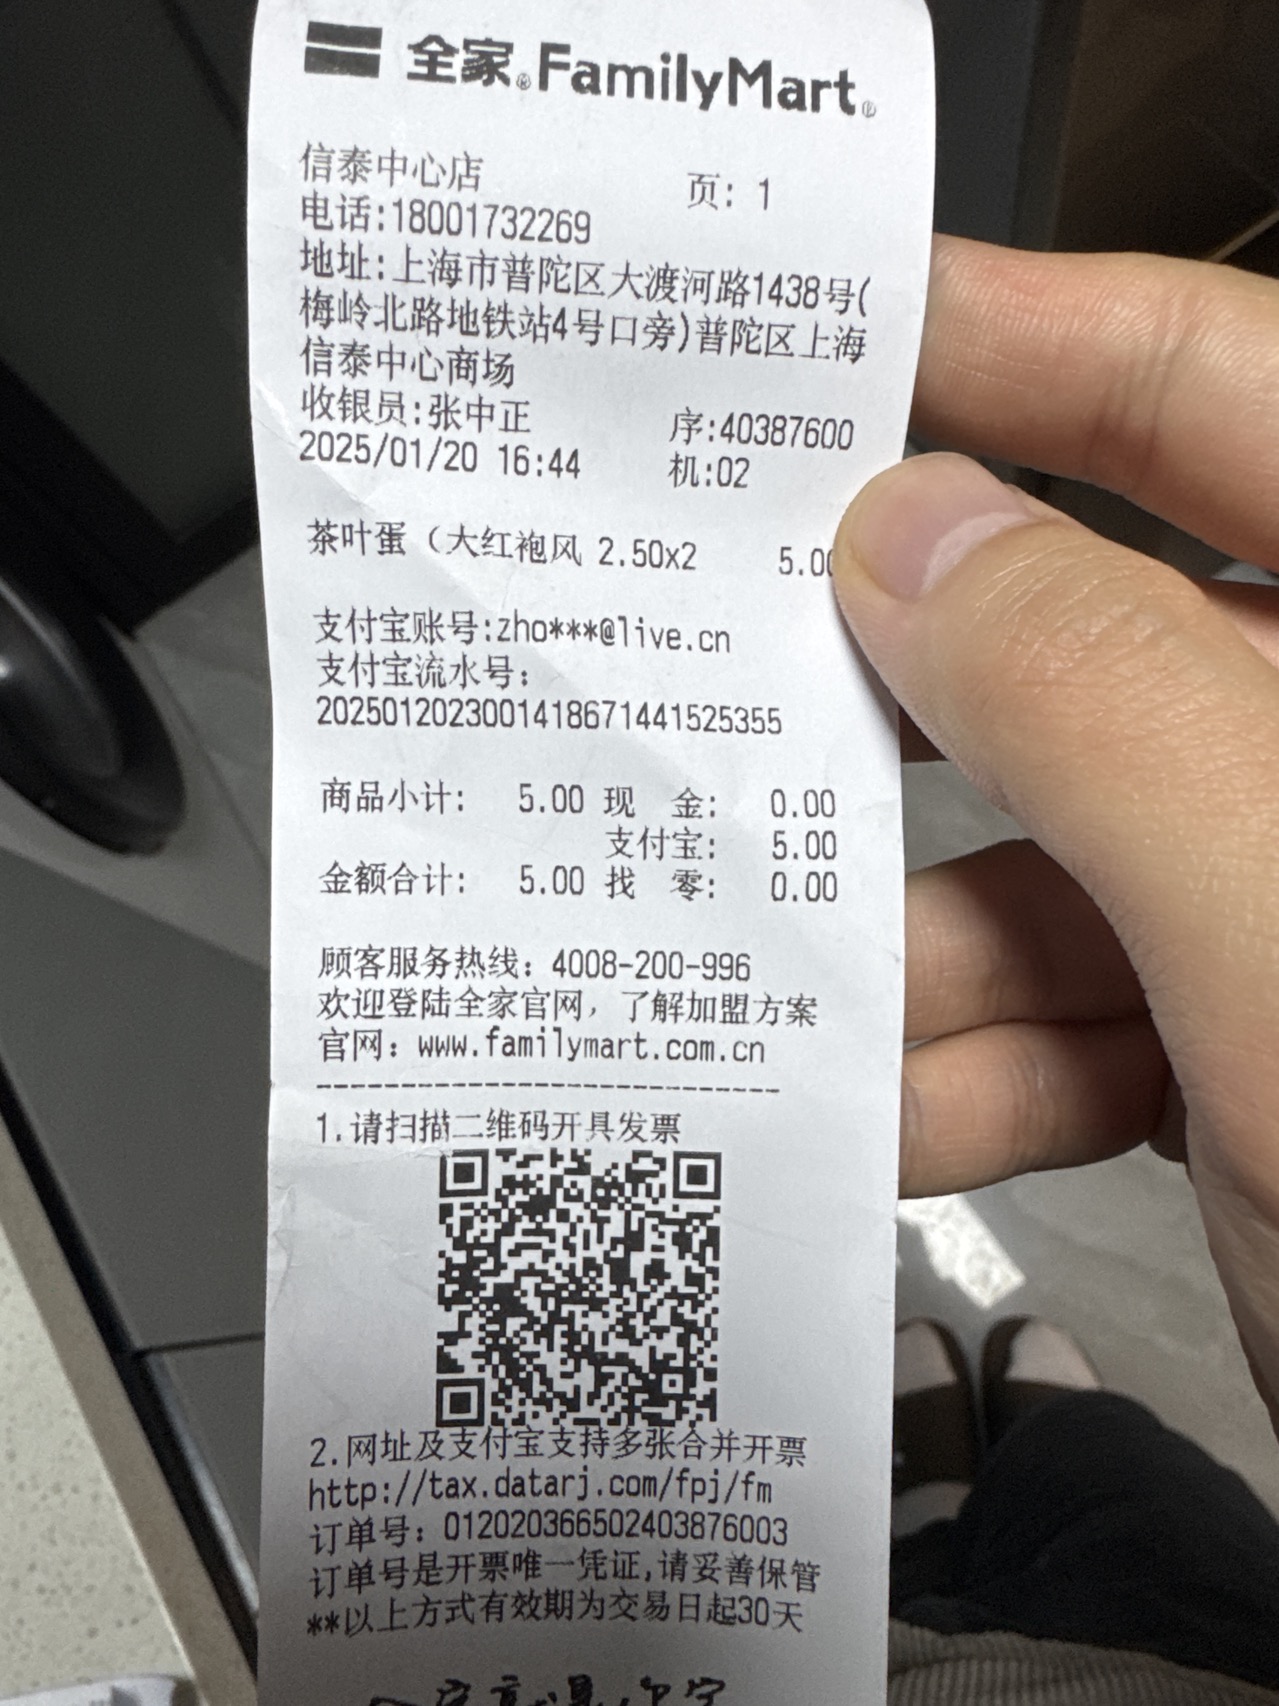 全家® FamilyMart®
信泰中心店 页: 1
电话:18001732269
地址:上海市普陀区大渡河路1438号(
梅岭北路地铁站4号口旁)普陀区上海
信泰中心商场
收银员:张中正 序:40387600
2025/01/20 16:44 机:02
茶叶蛋（大红袍风 2.50x2 5.00
支付宝账号:zho***@live.cn
支付宝流水号:
2025012023001418671441525355
商品小计: 5.00 现 金: 0.00
支付宝: 5.00
金额合计: 5.00 找 零: 0.00
顾客服务热线: 4008-200-996
欢迎登陆全家官网，了解加盟方案
官网: www.familymart.com.cn
--------------------------------
1.请扫描二维码开具发票
2.网址及支付宝支持多张合并开票
http://tax.datarj.com/fpj/fm
订单号: 012020366502403876003
订单号是开票唯一凭证,请妥善保管
**以上方式有效期为交易日起30天